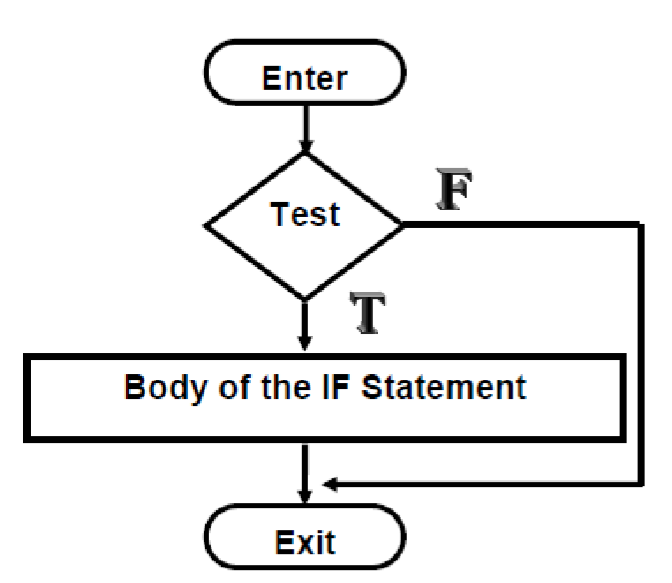 Enter
Test
F
T
Body of the IF Statement
Exit